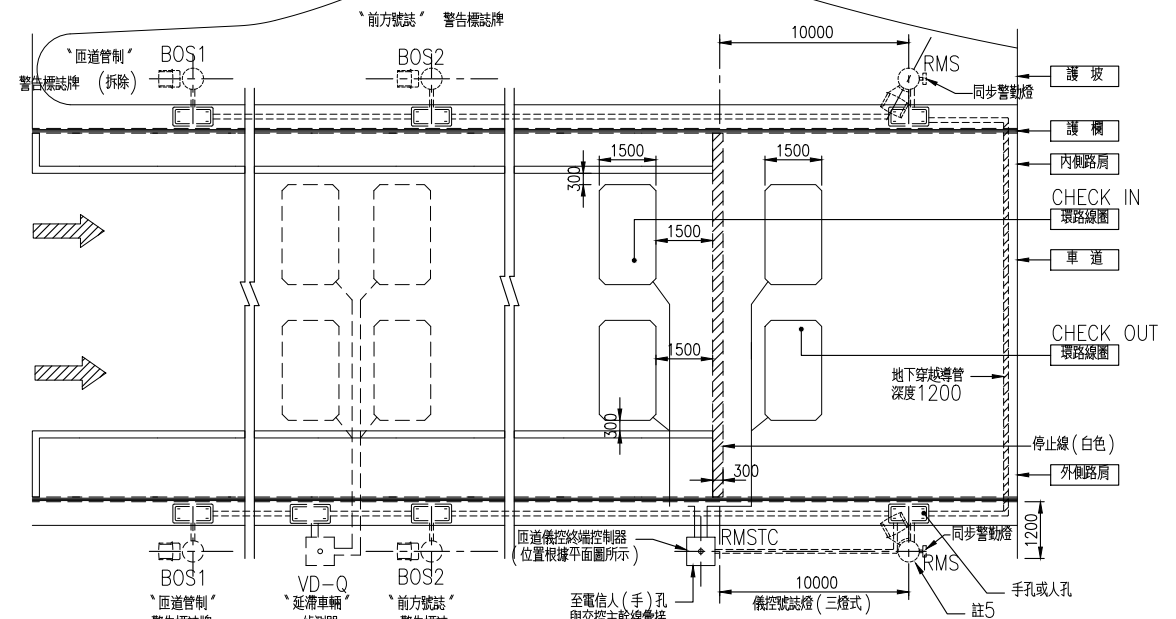 〝前方號誌〞 警告標誌牌
10000
〝匝道管制〞
警告標誌牌 (拆除)
BOS1
BOS2
RMS
護 坡
同步警勤燈
護 欄
1500
1500
300
內側路肩
CHECK IN
環路線圈
1500
車 道
CHECK OUT
環路線圈
1500
地下穿越導管
深度1200
300
停止線(白色)
300
外側路肩
1200
匝道儀控終端控制器
(位置根據平面圖所示)
RMSTC
同步警勤燈
RMS
BOS1
VD-Q
BOS2
〝匝道管制〞
〝延滯車輛〞
〝前方號誌〞
至電信人(手)孔
10000
儀控號誌燈(三燈式)
手孔或人孔
註5